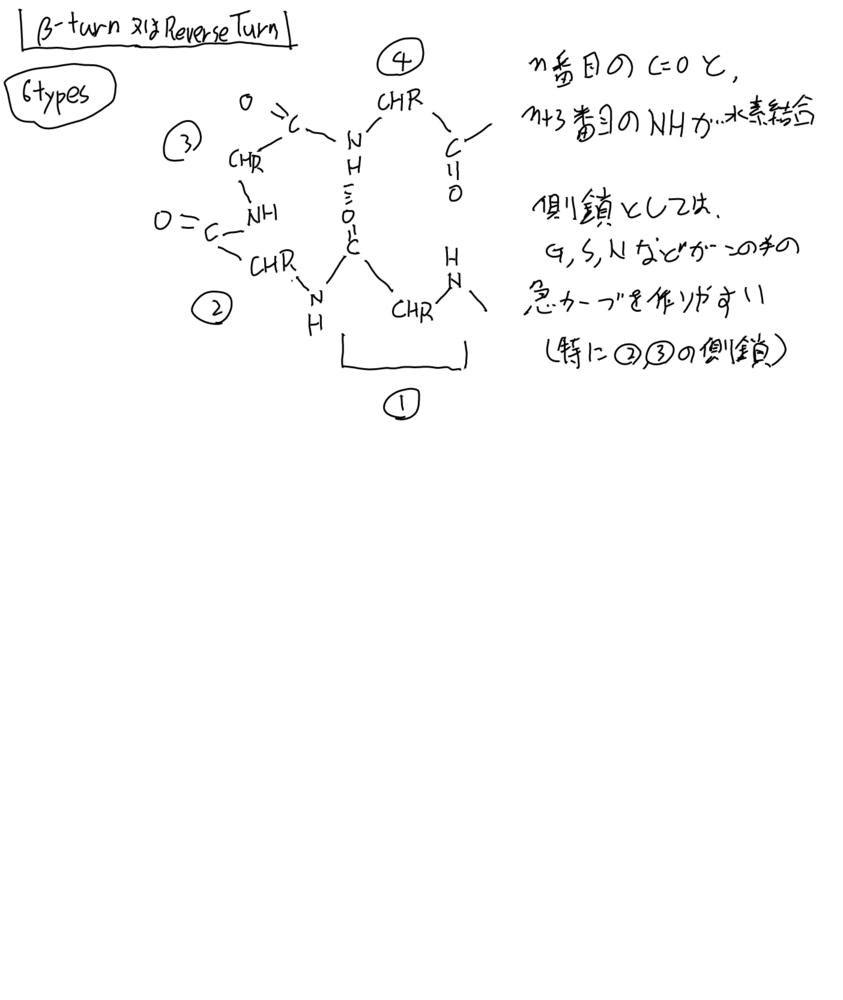 β-turn 又は Reverse Turn
6types
④
n番目の C=O と,
CHR
O
C
N
C
n+3番目の NH が水素結合
③
CHR
H
O
O
側鎖としては,
O=C
NH
C
H
G, S, N などがこの手の
CHR
N
②
N
CHR
急カーブを作りやすい
H
(特に②,③の側鎖)
①